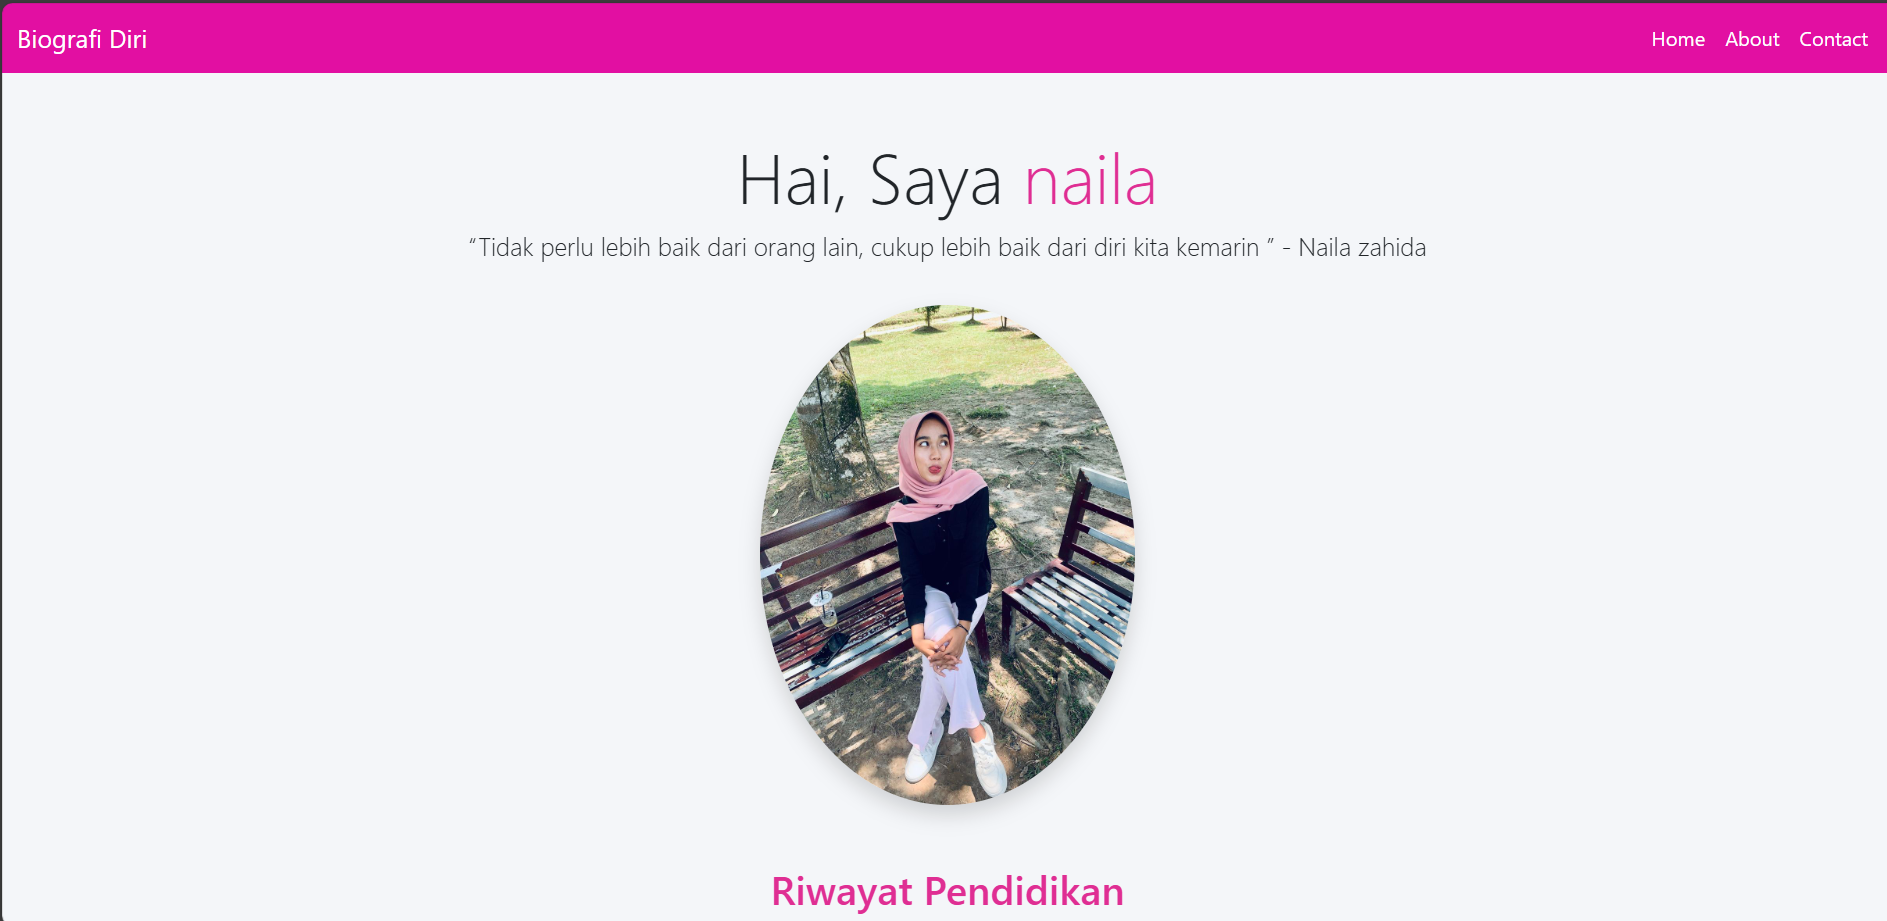 Biografi Diri
Home About Contact
Hai, Saya naila
“Tidak perlu lebih baik dari orang lain, cukup lebih baik dari diri kita kemarin ” - Naila zahida
Riwayat Pendidikan